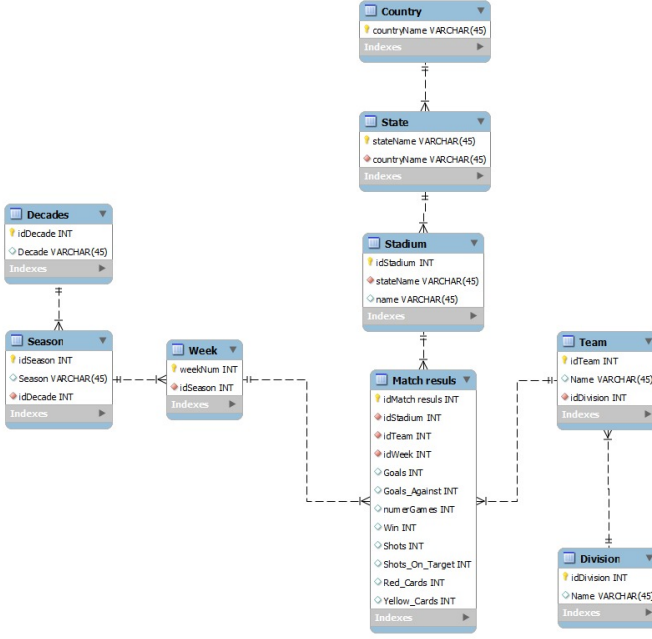 Country
countryName VARCHAR(45)
Indexes
State
stateName VARCHAR(45)
countryName VARCHAR(45)
Indexes
Decades
idDecade INT
Decade VARCHAR(45)
Indexes
Stadium
idStadium INT
stateName VARCHAR(45)
name VARCHAR(45)
Indexes
Season
idSeason INT
Season VARCHAR(45)
idDecade INT
Indexes
Week
weekNum INT
idSeason INT
Indexes
Match resuls
idMatch resuls INT
idStadium INT
idTeam INT
idWeek INT
Goals INT
Goals_Against INT
numerGames INT
Win INT
Shots INT
Shots_On_Target INT
Red_Cards INT
Yellow_Cards INT
Indexes
Team
idTeam INT
Name VARCHAR(45)
idDivision INT
Indexes
Division
idDivision INT
Name VARCHAR(45)
Indexes